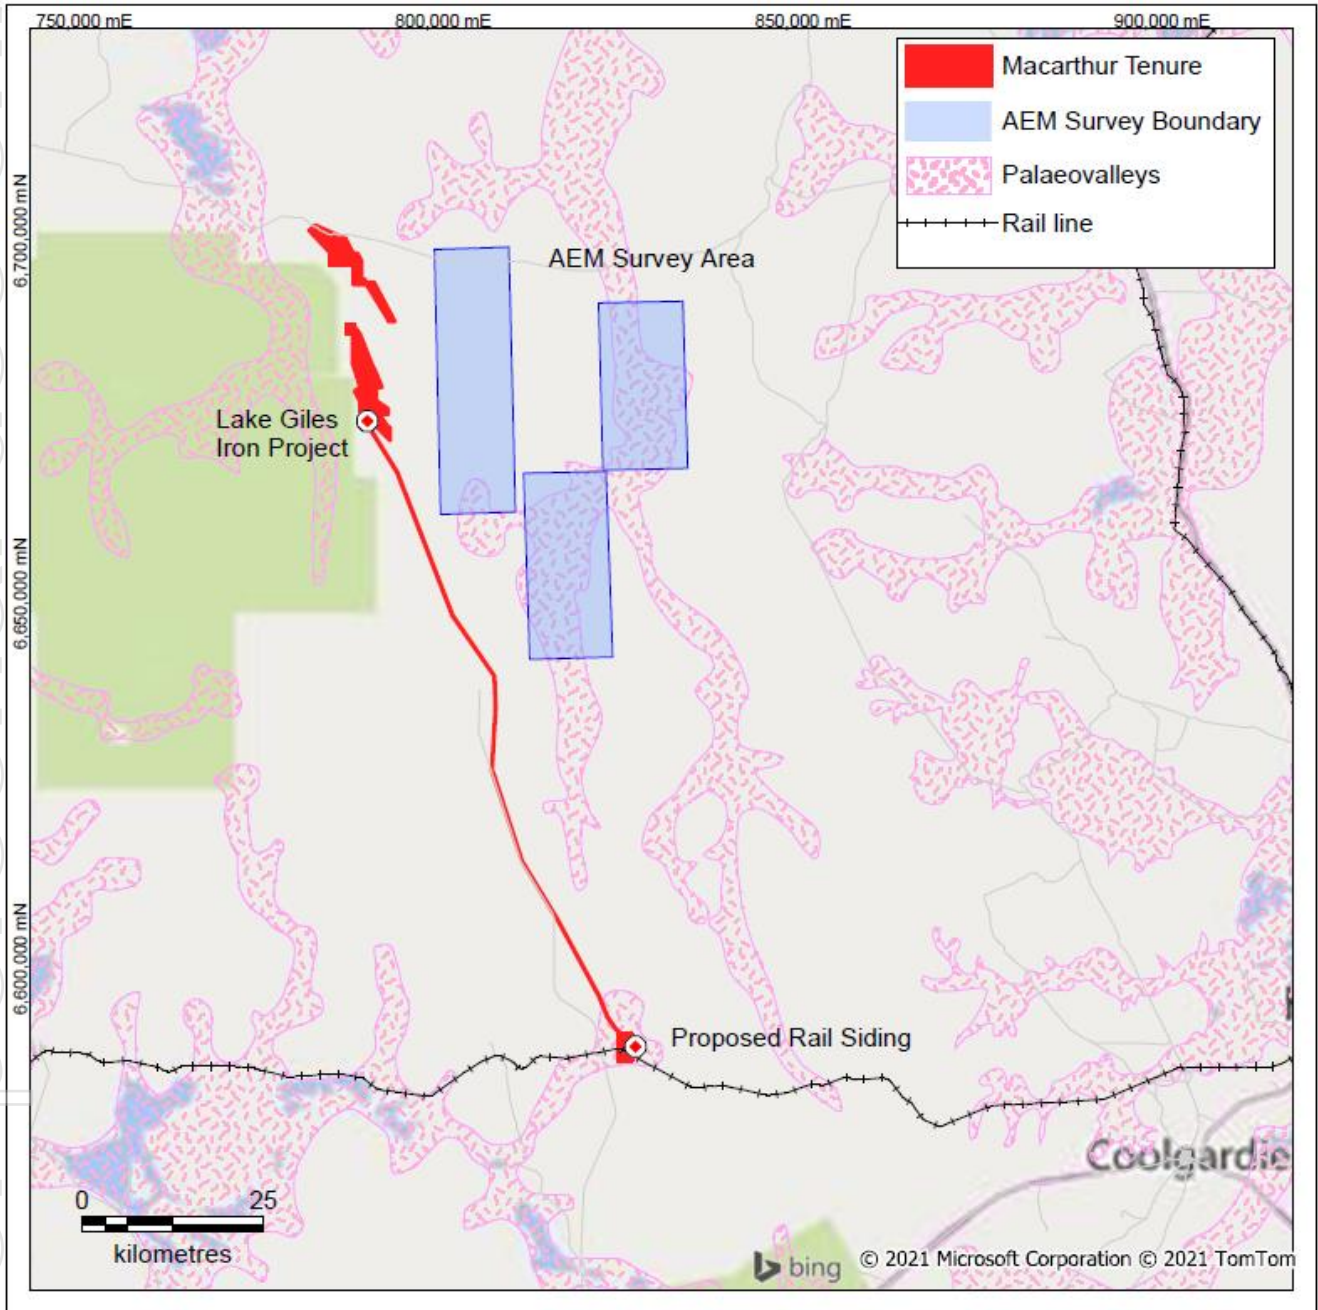 750,000 mE
800,000 mE
850,000 mE
900,000 mE
Macarthur Tenure
AEM Survey Boundary
Palaeovalleys
Rail line
6,700,000 mN
AEM Survey Area
Lake Giles
Iron Project
6,650,000 mN
6,600,000 mN
Proposed Rail Siding
Coolgardie
0 25
kilometres
bing
© 2021 Microsoft Corporation © 2021 TomTom